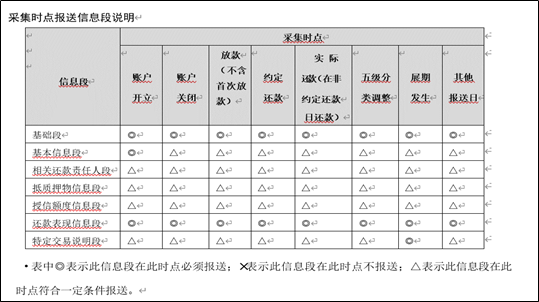 采集时点报送信息段说明
采集时点
信息段 账户开立 账户关闭 放款(不含首次放款) 约定还款 实际还款(在非约定还款日还款) 五级分类调整 展期发生 其他报送日
基础段 ◎ ◎ ◎ ◎ ◎ ◎ ◎ ◎
基本信息段 ◎ △ △ △ △ △ △ △
相关还款责任人段 △ △ △ △ △ △ △ △
抵质押物信息段 △ △ △ △ △ △ △ △
授信额度信息段 △ △ △ △ △ △ △ △
还款表现信息段 ◎ ◎ ◎ ◎ ◎ ◎ ◎ ◎
特定交易说明段 △ △ △ △ △ △ ◎ △
•表中◎表示此信息段在此时点必须报送；✕表示此信息段在此时点不报送；△表示此信息段在此
时点符合一定条件报送。